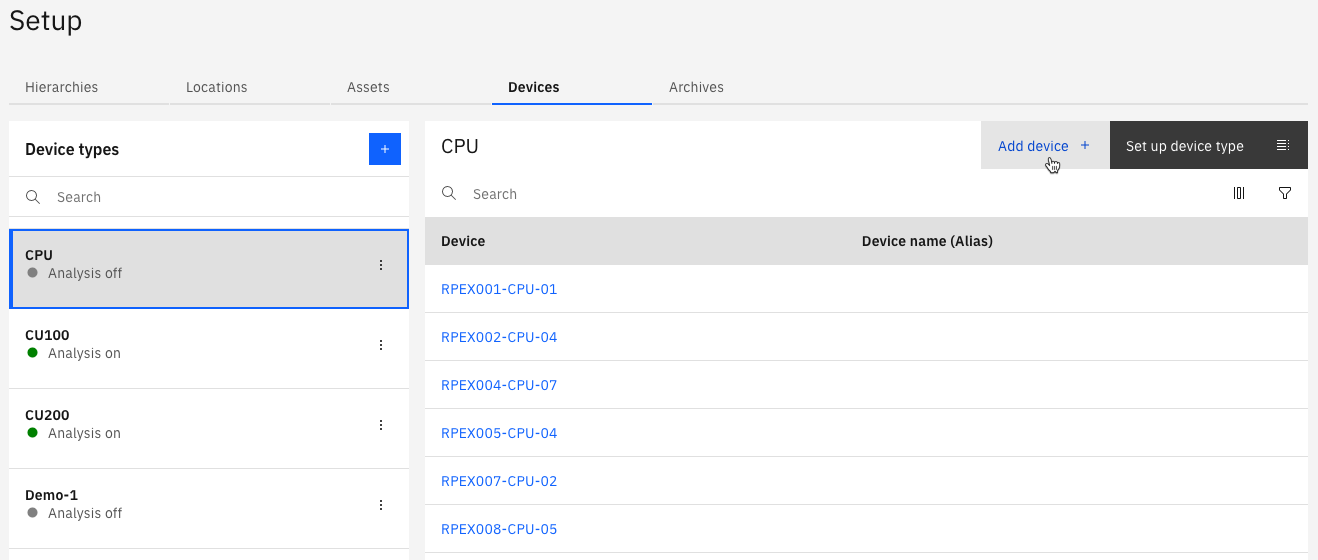 Setup
Hierarchies Locations Assets Devices Archives
Device types +
Search
CPU
Analysis off
CU100
Analysis on
CU200
Analysis on
Demo-1
Analysis off
CPU Add device + Set up device type
Search
Device Device name (Alias)
RPEX001-CPU-01
RPEX002-CPU-04
RPEX004-CPU-07
RPEX005-CPU-04
RPEX007-CPU-02
RPEX008-CPU-05